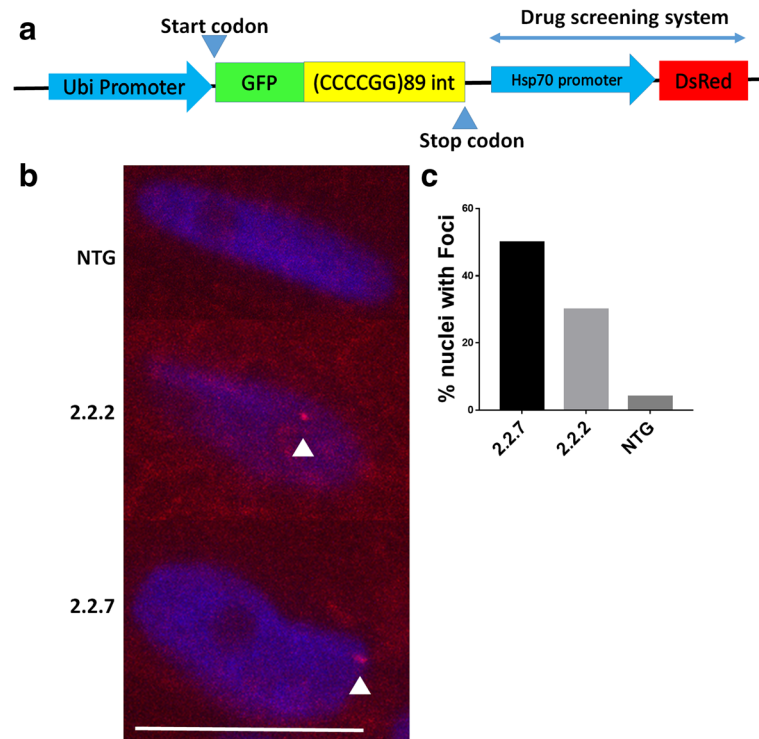 a
Start codon
Drug screening system
Ubi Promoter
GFP
(CCCCGG)89 int
Hsp70 promoter
DsRed
Stop codon
b
NTG
2.2.2
2.2.7
c
% nuclei with Foci
60
40
20
0
2.2.7
2.2.2
NTG